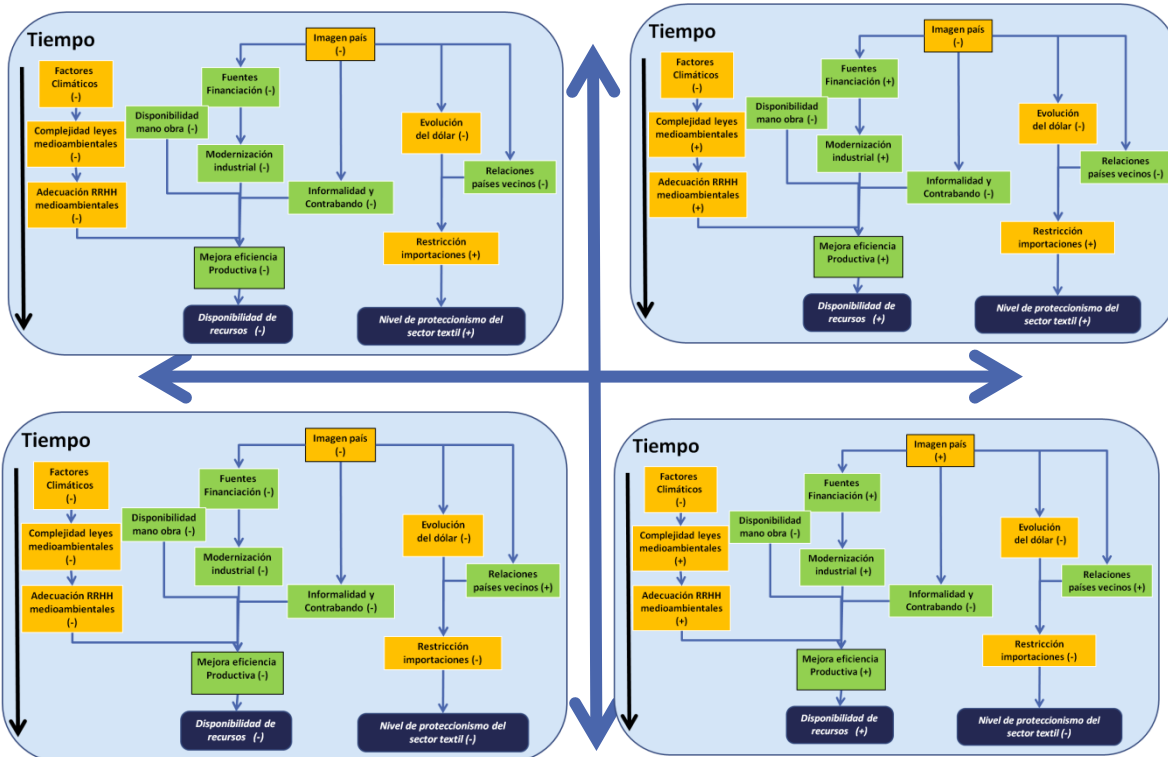 Tiempo
Imagen país
(-)
Factores
Climáticos
(-)
Fuentes
Financiación (-)
Disponibilidad
mano obra (-)
Complejidad leyes
medioambientales
(-)
Evolución
del dólar (-)
Modernización
industrial (-)
Relaciones
países vecinos (-)
Adecuación RRHH
medioambientales
(-)
Informalidad y
Contrabando (-)
Mejora eficiencia
Productiva (-)
Restricción
importaciones (+)
Disponibilidad de
recursos (-)
Nivel de proteccionismo del
sector textil (+)
Tiempo
Imagen país
(-)
Factores
Climáticos
(-)
Fuentes
Financiación (+)
Disponibilidad
mano obra (-)
Complejidad leyes
medioambientales
(+)
Evolución
del dólar (-)
Modernización
industrial (+)
Relaciones
países vecinos (-)
Adecuación RRHH
medioambientales
(+)
Informalidad y
Contrabando (-)
Mejora eficiencia
Productiva (+)
Restricción
importaciones (+)
Disponibilidad de
recursos (+)
Nivel de proteccionismo del
sector textil (+)
Tiempo
Imagen país
(-)
Factores
Climáticos
(-)
Fuentes
Financiación (-)
Disponibilidad
mano obra (-)
Complejidad leyes
medioambientales
(-)
Evolución
del dólar (-)
Modernización
industrial (-)
Relaciones
países vecinos (+)
Adecuación RRHH
medioambientales
(-)
Informalidad y
Contrabando (-)
Mejora eficiencia
Productiva (-)
Restricción
importaciones (-)
Disponibilidad de
recursos (-)
Nivel de proteccionismo del
sector textil (-)
Tiempo
Imagen país
(+)
Factores
Climáticos
(-)
Fuentes
Financiación (+)
Disponibilidad
mano obra (-)
Complejidad leyes
medioambientales
(+)
Evolución
del dólar (-)
Modernización
industrial (+)
Relaciones
países vecinos (+)
Adecuación RRHH
medioambientales
(+)
Informalidad y
Contrabando (-)
Mejora eficiencia
Productiva (+)
Restricción
importaciones (-)
Disponibilidad de
recursos (+)
Nivel de proteccionismo del
sector textil (-)